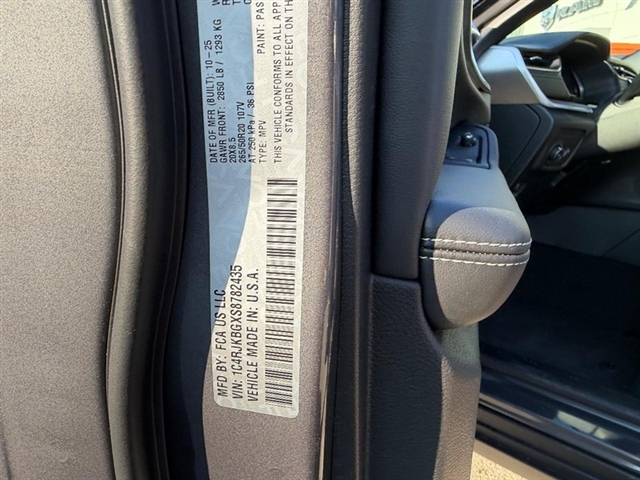 MFD BY: FCA US LLC
DATE OF MFR (BUILT): 10-25
GAWR FRONT: 2850 LB / 1293 KG
20X8.5
265/50R20 107V
AT 250 kPa / 36 PSI
TYPE: MPV
PAINT: PAS
THIS VEHICLE CONFORMS TO ALL APP
STANDARDS IN EFFECT ON THE
VIN: 1C4RJKBGXS8782435
VEHICLE MADE IN: U.S.A.